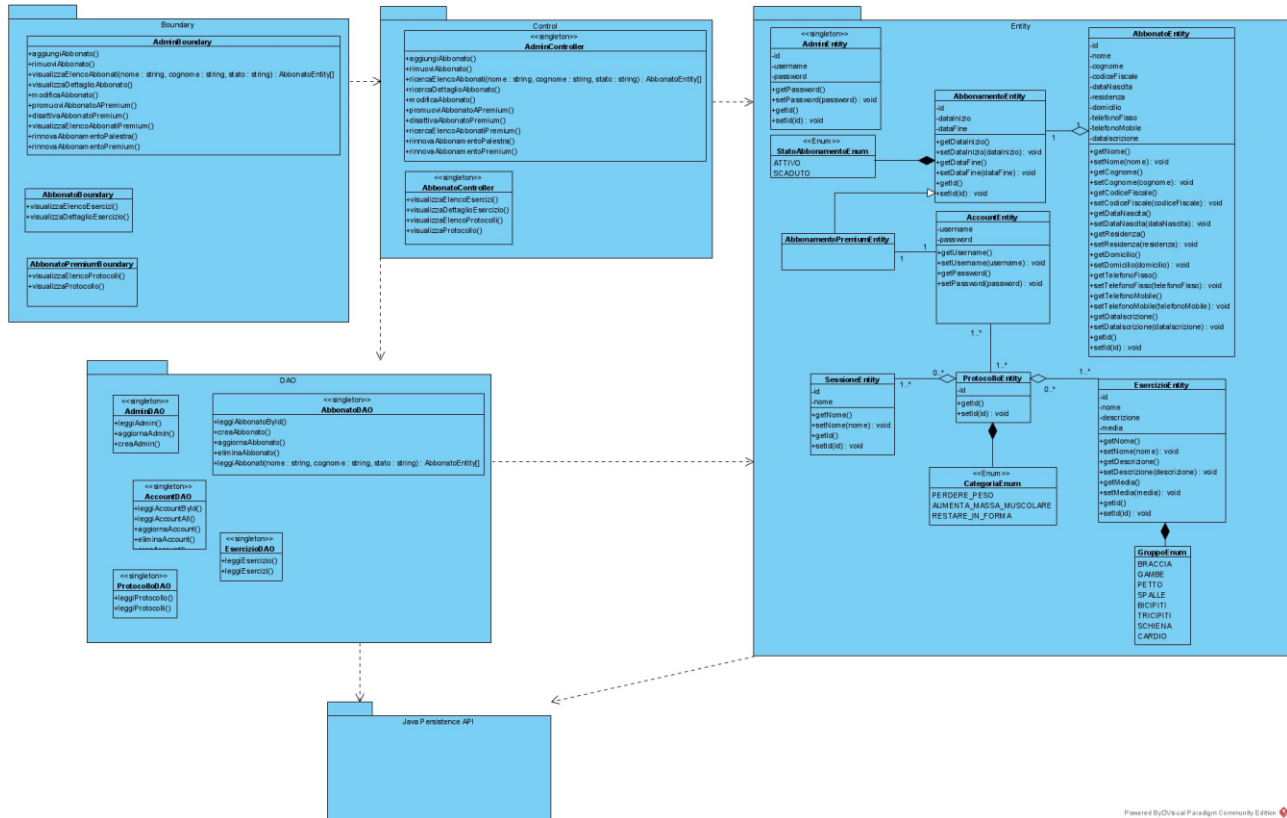 Boundary
AdminBoundary
+aggiungiAbbonato()
+rimuoviAbbonato()
+visualizzaElencoAbbonati(nome : string, cognome : string, stato : string) : AbbonatoEntity[]
+visualizzaDettaglioAbbonato()
+modificaAbbonato()
+promuoviAbbonatoAPremium()
+disattivaAbbonatoPremium()
+visualizzaElencoAbbonatiPremium()
+rinnovaAbbonamentoPalestra()
+rinnovaAbbonamentoPremium()
AbbonatoBoundary
+visualizzaElencoEsercizi()
+visualizzaDettaglioEsercizio()
AbbonatoPremiumBoundary
+visualizzaElencoProtocolli()
+visualizzaProtocollo()
Control
<<singleton>>
AdminController
+aggiungiAbbonato()
+rimuoviAbbonato()
+ricercaElencoAbbonati(nome : string, cognome : string, stato : string) : AbbonatoEntity[]
+ricercaDettaglioAbbonato()
+modificaAbbonato()
+promuoviAbbonatoAPremium()
+disattivaAbbonatoPremium()
+ricercaElencoAbbonatiPremium()
+rinnovaAbbonamentoPalestra()
+rinnovaAbbonamentoPremium()
<<singleton>>
AbbonatoController
+visualizzaElencoEsercizi()
+visualizzaDettaglioEsercizio()
+visualizzaElencoProtocolli()
+visualizzaProtocollo()
Entity
<<singleton>>
AdminEntity
-id
-username
-password
+getPassword()
+setPassword(password) : void
+getId()
+setId(id) : void
<<Enum>>
StatoAbbonamentoEnum
ATTIVO
SCADUTO
AbbonamentoEntity
-id
-dataInizio
-dataFine
+getDataInizio()
+setDataInizio(dataInizio) : void
+getDataFine()
+setDataFine(dataFine) : void
+getId()
+setId(id) : void
1
1
AbbonatoEntity
-id
-nome
-cognome
-codiceFiscale
-dataNascita
-residenza
-domicilio
-telefonoFisso
-telefonoMobile
-dataIscrizione
+getNome()
+setNome(nome) : void
+getCognome()
+setCognome(cognome) : void
+getCodiceFiscale()
+setCodiceFiscale(codiceFiscale) : void
+getDataNascita()
+setDataNascita(dataNascita) : void
+getResidenza()
+setResidenza(residenza) : void
+getDomicilio()
+setDomicilio(domicilio) : void
+getTelefonoFisso()
+setTelefonoFisso(telefonoFisso) : void
+getTelefonoMobile()
+setTelefonoMobile(telefonoMobile) : void
+getDataIscrizione()
+setDataIscrizione(dataIscrizione) : void
+getId()
+setId(id) : void
AbbonamentoPremiumEntity
1
1
AccountEntity
-username
-password
+getUsername()
+setUsername(username) : void
+getPassword()
+setPassword(password) : void
1..*
1..*
SessioneEntity
-id
-nome
+getNome()
+setNome(nome) : void
+getId()
+setId(id) : void
1..*
0..*
ProtocolloEntity
-id
+getId()
+setId(id) : void
0..*
1..*
EsercizioEntity
-id
-nome
-descrizione
-media
+getNome()
+setNome(nome) : void
+getDescrizione()
+setDescrizione(descrizione) : void
+getMedia()
+setMedia(media) : void
+getId()
+setId(id) : void
<<Enum>>
CategoriaEnum
PERDERE_PESO
AUMENTA_MASSA_MUSCOLARE
RESTARE_IN_FORMA
GruppoEnum
BRACCIA
GAMBE
PETTO
SPALLE
BICIPITI
TRICIPITI
SCHIENA
CARDIO
DAO
<<singleton>>
AdminDAO
+leggiAdmin()
+aggiornaAdmin()
+creaAdmin()
<<singleton>>
AbbonatoDAO
+leggiAbbonatoById()
+creaAbbonato()
+aggiornaAbbonato()
+eliminaAbbonato()
+leggiAbbonati(nome : string, cognome : string, stato : string) : AbbonatoEntity[]
<<singleton>>
AccountDAO
+leggiAccountById()
+leggiAccountAll()
+aggiornaAccount()
+eliminaAccount()
<<singleton>>
EsercizioDAO
+leggiEsercizio()
+leggiEsercizi()
<<singleton>>
ProtocolloDAO
+leggiProtocollo()
+leggiProtocolli()
Java Persistence API
Powered By Visual Paradigm Community Edition